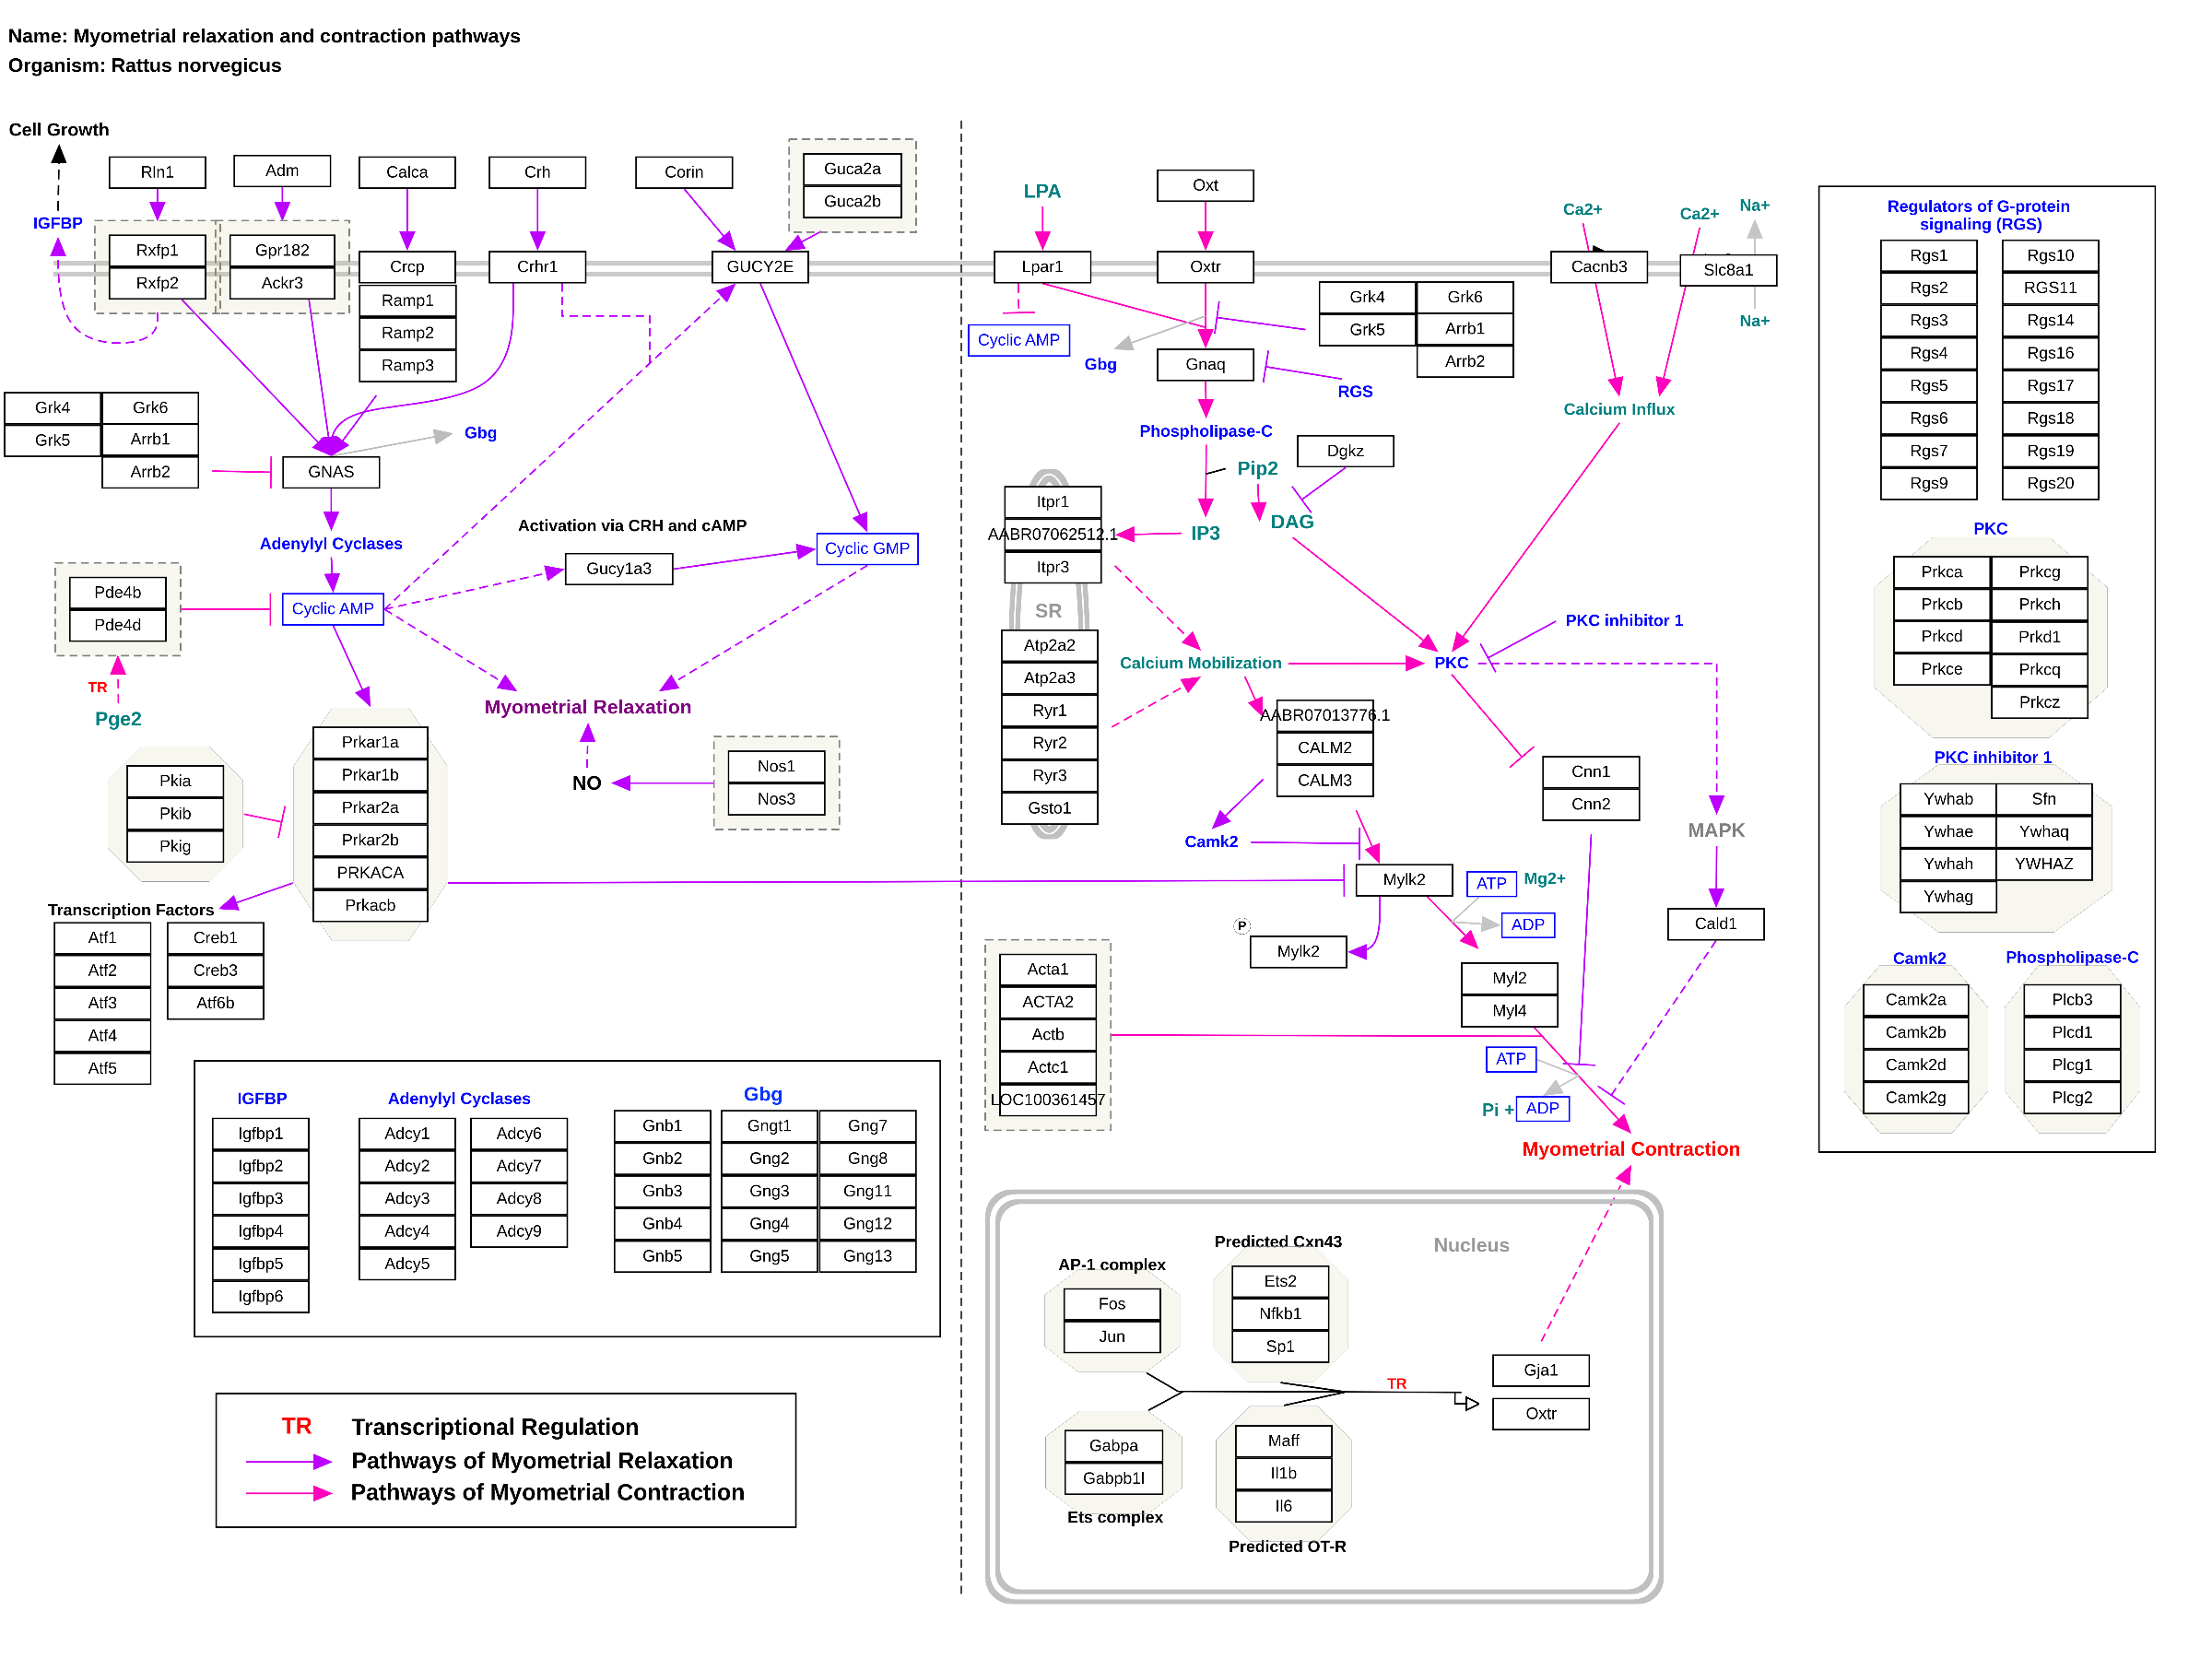 Name: Myometrial relaxation and contraction pathways
Organism: Rattus norvegicus
Cell Growth
IGFBP
Rln1
Adm
Calca
Crh
Corin
Guca2a
Guca2b
Rxfp1
Rxfp2
Gpr182
Ackr3
Crcp
Ramp1
Ramp2
Ramp3
Crhr1
GUCY2E
Grk4
Grk5
Grk6
Arrb1
Arrb2
GNAS
Gbg
Adenylyl Cyclases
Activation via CRH and cAMP
Gucy1a3
Cyclic GMP
Pde4b
Pde4d
Cyclic AMP
TR
Pge2
Myometrial Relaxation
NO
Nos1
Nos3
Pkia
Pkib
Pkig
Prkar1a
Prkar1b
Prkar2a
Prkar2b
PRKACA
Prkacb
Transcription Factors
Atf1
Atf2
Atf3
Atf4
Atf5
Creb1
Creb3
Atf6b
IGFBP
Igfbp1
Igfbp2
Igfbp3
Igfbp4
Igfbp5
Igfbp6
Adenylyl Cyclases
Adcy1
Adcy2
Adcy3
Adcy4
Adcy5
Adcy6
Adcy7
Adcy8
Adcy9
Gbg
Gnb1
Gnb2
Gnb3
Gnb4
Gnb5
Gngt1
Gng2
Gng3
Gng4
Gng5
Gng7
Gng8
Gng11
Gng12
Gng13
TR Transcriptional Regulation
Pathways of Myometrial Relaxation
Pathways of Myometrial Contraction
LPA
Oxt
Lpar1
Oxtr
Cyclic AMP
Gbg
Gnaq
Grk4
Grk5
Grk6
Arrb1
Arrb2
RGS
Phospholipase-C
Pip2
Dgkz
DAG
IP3
Itpr1
AABR07062512.1
Itpr3
SR
Atp2a2
Atp2a3
Ryr1
Ryr2
Ryr3
Gsto1
Ca2+
Ca2+
Na+
Cacnb3
Slc8a1
Na+
Calcium Influx
Calcium Mobilization
PKC
PKC inhibitor 1
AABR07013776.1
CALM2
CALM3
Camk2
Cnn1
Cnn2
MAPK
Cald1
Mylk2
ATP
Mg2+
ADP
P
Mylk2
Myl2
Myl4
Acta1
ACTA2
Actb
Actc1
LOC100361457
ATP
Pi +
ADP
Myometrial Contraction
Nucleus
AP-1 complex
Fos
Jun
Predicted Cxn43
Ets2
Nfkb1
Sp1
Gabpa
Gabpb1l
Ets complex
Maff
Il1b
Il6
Predicted OT-R
TR
Gja1
Oxtr
Regulators of G-protein
signaling (RGS)
Rgs1
Rgs2
Rgs3
Rgs4
Rgs5
Rgs6
Rgs7
Rgs9
Rgs10
RGS11
Rgs14
Rgs16
Rgs17
Rgs18
Rgs19
Rgs20
PKC
Prkca
Prkcb
Prkcd
Prkce
Prkcg
Prkch
Prkd1
Prkcq
Prkcz
PKC inhibitor 1
Ywhab
Ywhae
Ywhah
Ywhag
Sfn
Ywhaq
YWHAZ
Camk2
Camk2a
Camk2b
Camk2d
Camk2g
Phospholipase-C
Plcb3
Plcd1
Plcg1
Plcg2